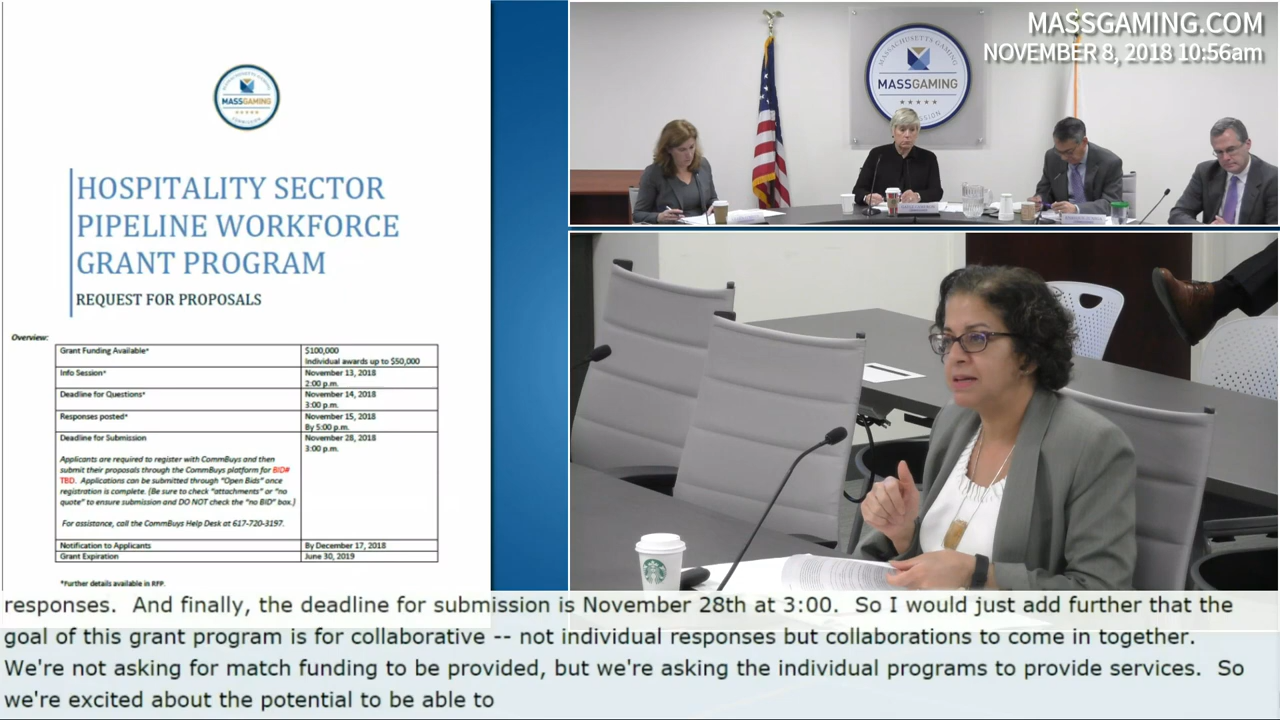 MASSGAMING
HOSPITALITY SECTOR
PIPELINE WORKFORCE
GRANT PROGRAM
REQUEST FOR PROPOSALS
Overview:
Grant Funding Available*
$100,000
Individual awards up to $50,000
Info Session*
November 13, 2018
2:00 p.m.
Deadline for Questions*
November 14, 2018
3:00 p.m.
Responses posted*
November 15, 2018
By 5:00 p.m.
Deadline for Submission
November 28, 2018
3:00 p.m.
Applicants are required to register with CommBuys and then
submit their proposals through the CommBuys platform for BID#
TBD. Applications can be submitted through "Open Bids" once
registration is complete. (Be sure to check "attachments" or "no
quote" to ensure submission and DO NOT check the "no BID" box.)
For assistance, call the CommBuys Help Desk at 617-720-3197.
Notification to Applicants
By December 17, 2018
Grant Expiration
June 30, 2019
*Further details available in RFP.
MASSGAMING.COM
NOVEMBER 8, 2018 10:56am
MASSACHUSETTS GAMING
MASSGAMING
COMMISSION
responses. And finally, the deadline for submission is November 28th at 3:00. So I would just add further that the
goal of this grant program is for collaborative -- not individual responses but collaborations to come in together.
We're not asking for match funding to be provided, but we're asking the individual programs to provide services. So
we're excited about the potential to be able to